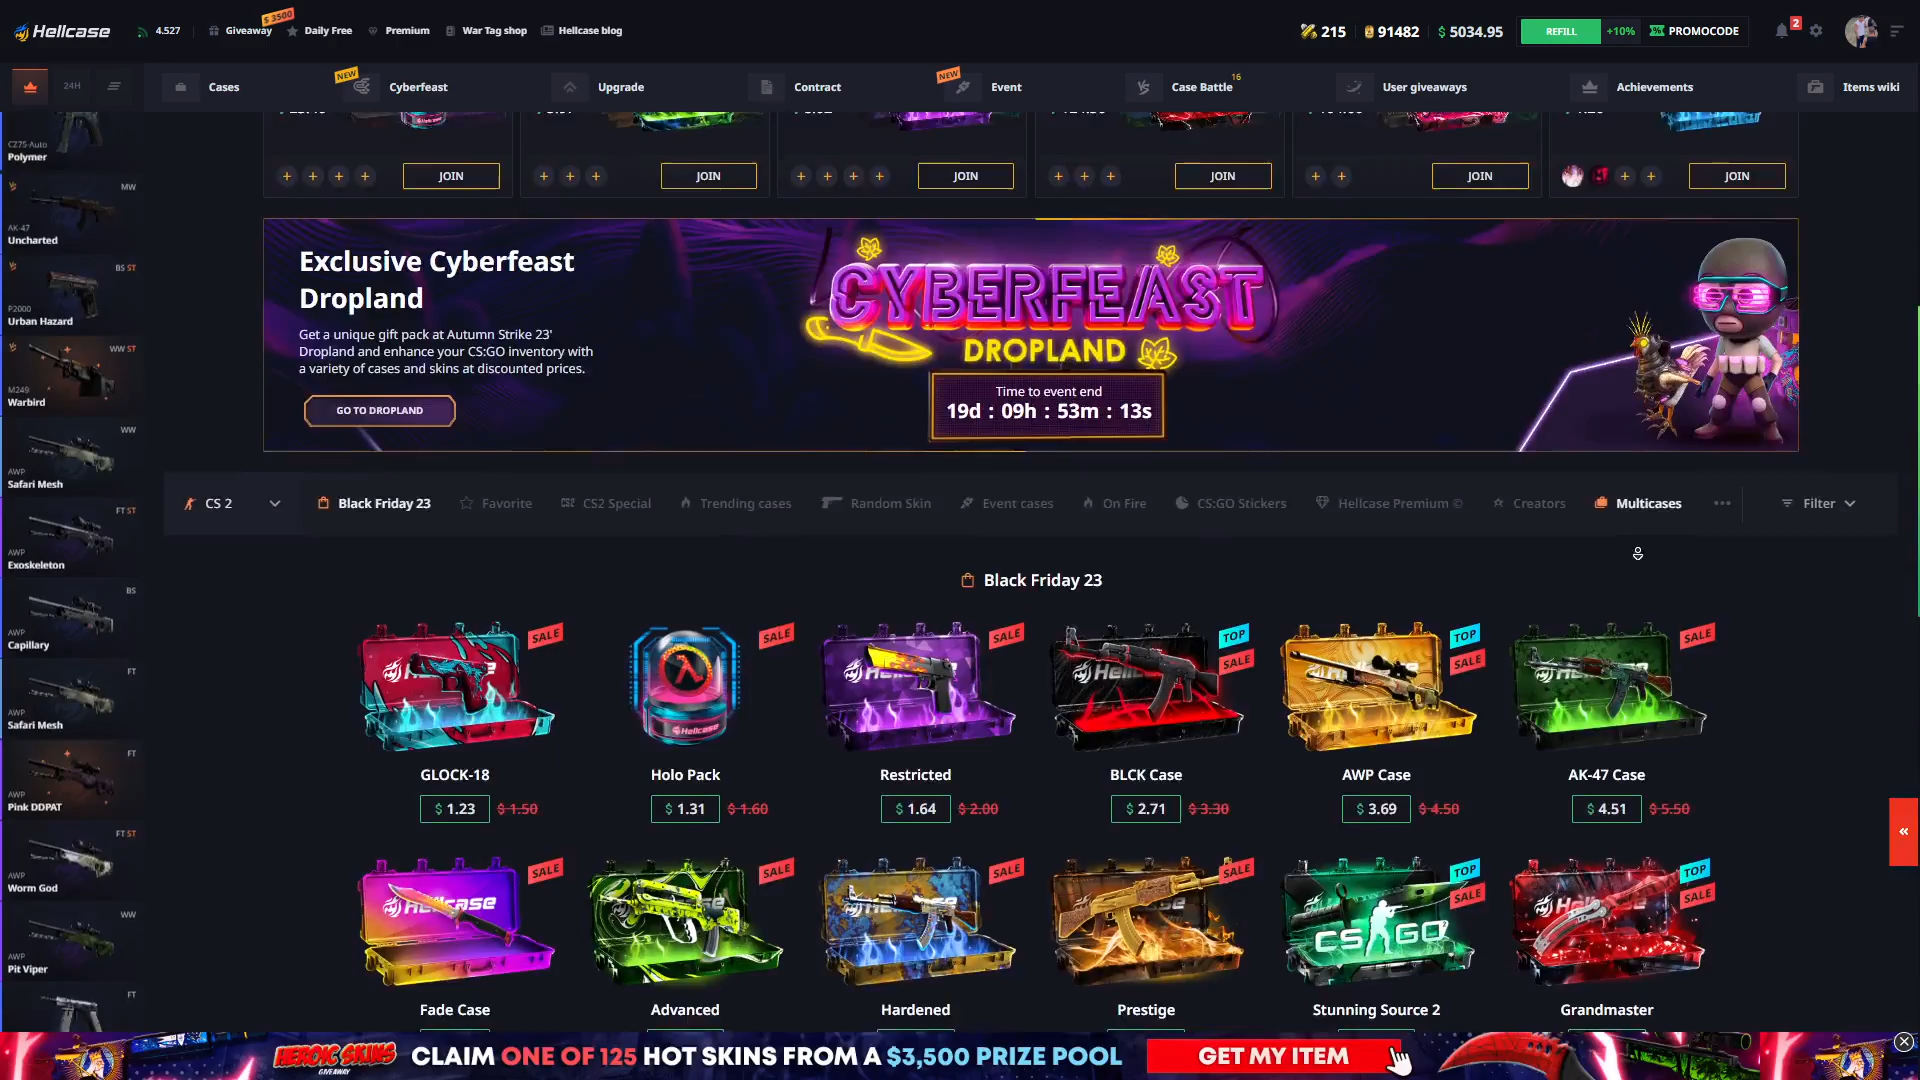 Hellcase
4.527
Giveaway
$ 3500
Daily Free
Premium
War Tag shop
Hellcase blog
215
91482
$ 5034.95
REFILL
+10%
PROMOCODE
2
24H
Cases
NEW
Cyberfeast
Upgrade
Contract
NEW
Event
Case Battle
16
User giveaways
Achievements
Items wiki
CZ75-Auto
Polymer
MW
AK-47
Uncharted
BS ST
P2000
Urban Hazard
WW ST
M249
Warbird
WW
AWP
Safari Mesh
FT ST
AWP
Exoskeleton
BS
AWP
Capillary
FT
AWP
Safari Mesh
FT
AWP
Pink DDPAT
FT ST
AWP
Worm God
WW
AWP
Pit Viper
FT
JOIN
JOIN
JOIN
JOIN
JOIN
JOIN
Exclusive Cyberfeast
Dropland
Get a unique gift pack at Autumn Strike 23'
Dropland and enhance your CS:GO inventory with
a variety of cases and skins at discounted prices.
GO TO DROPLAND
CYBERFEAST
DROPLAND
Time to event end
19d : 09h : 53m : 13s
CS 2
Black Friday 23
Favorite
CS2 Special
Trending cases
Random Skin
Event cases
On Fire
CS:GO Stickers
Hellcase Premium ©
Creators
Multicases
Filter
Black Friday 23
SALE
SALE
SALE
TOP
SALE
TOP
SALE
SALE
Hellcase
GLOCK-18
Holo Pack
Restricted
BLCK Case
AWP Case
AK-47 Case
$ 1.23 $ 1.50
$ 1.31 $ 1.60
$ 1.64 $ 2.00
$ 2.71 $ 3.30
$ 3.69 $ 4.50
$ 4.51 $ 5.50
SALE
SALE
SALE
SALE
TOP
SALE
TOP
SALE
CS GO
Fade Case
Advanced
Hardened
Prestige
Stunning Source 2
Grandmaster
HEROIC SKINS
GIVEAWAY
CLAIM ONE OF 125 HOT SKINS FROM A $3,500 PRIZE POOL
GET MY ITEM